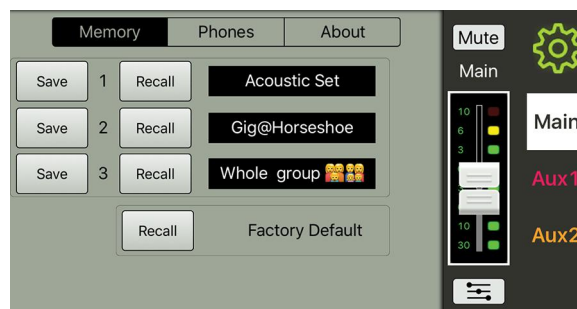 Memory Phones About
Save 1 Recall Acoustic Set
Save 2 Recall Gig@Horseshoe
Save 3 Recall Whole group 👨‍👩‍👧‍👦👨‍👩‍👧‍👦
Recall Factory Default
Mute
Main
10
6
3
10
30
Main
Aux1
Aux2